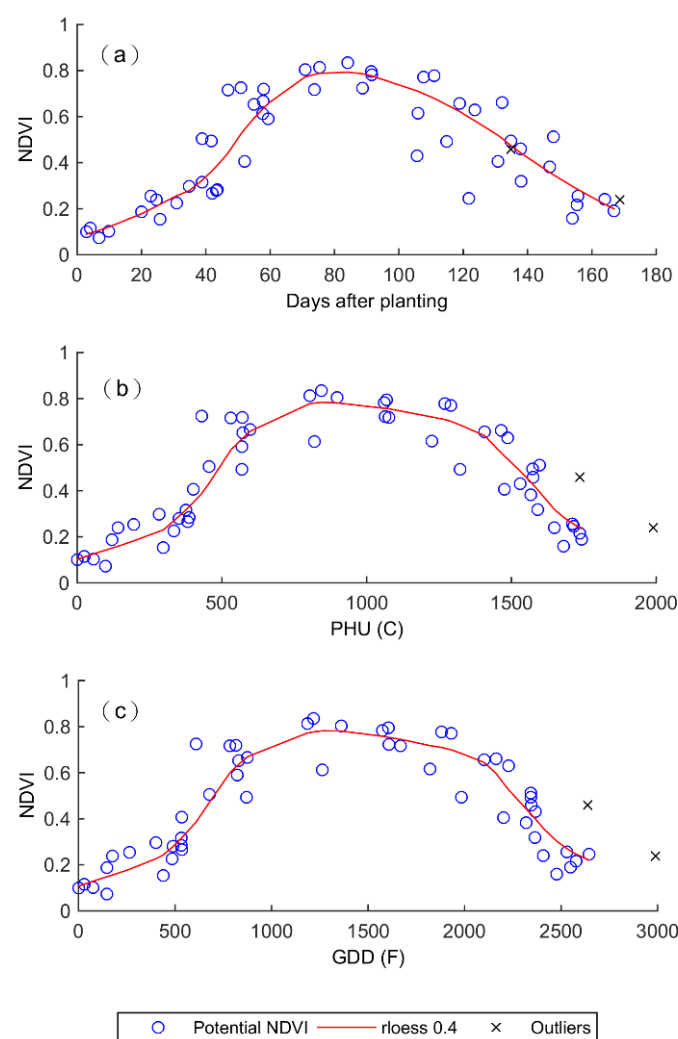 (a)
1
0.8
0.6
0.4
0.2
0
NDVI
0 20 40 60 80 100 120 140 160 180
Days after planting
(b)
1
0.8
0.6
0.4
0.2
0
NDVI
0 500 1000 1500 2000
PHU (C)
(c)
1
0.8
0.6
0.4
0.2
0
NDVI
0 500 1000 1500 2000 2500 3000
GDD (F)
Potential NDVI rloess 0.4 Outliers